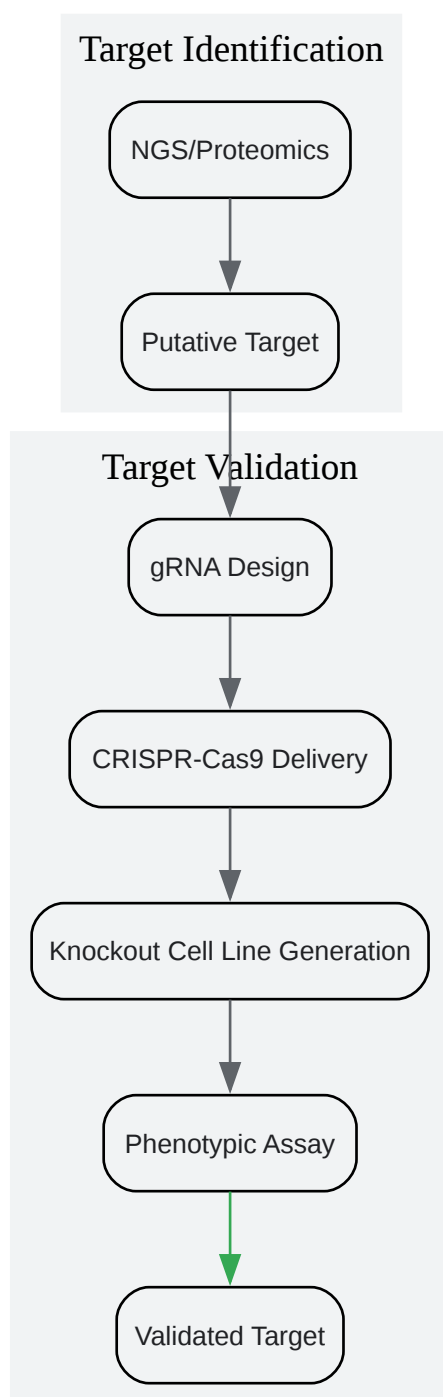 Target Identification
NGS/Proteomics
Putative Target
Target Validation
gRNA Design
CRISPR-Cas9 Delivery
Knockout Cell Line Generation
Phenotypic Assay
Validated Target